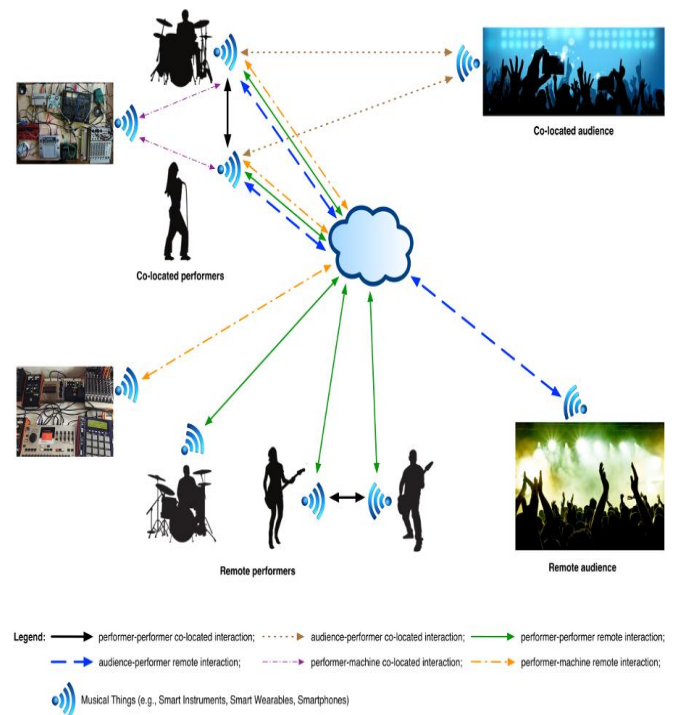 Co-located audience
Co-located performers
Remote performers
Remote audience
Legend: performer-performer co-located interaction; audience-performer co-located interaction; performer-performer remote interaction;
audience-performer remote interaction; performer-machine co-located interaction; performer-machine remote interaction;
Musical Things (e.g., Smart Instruments, Smart Wearables, Smartphones)